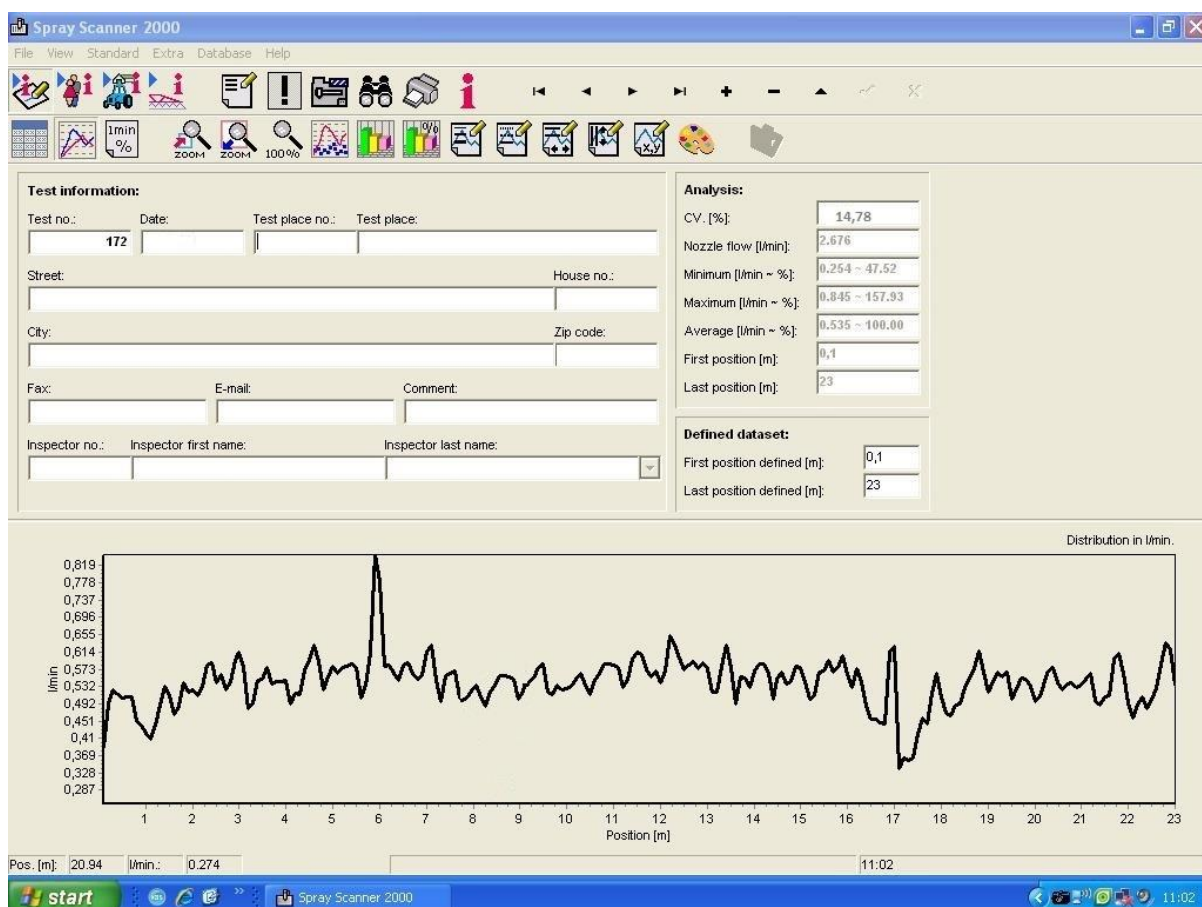 Spray Scanner 2000
File View Standard Extra Database Help
1min
%
ZOOM ZOOM 100% % x,y
Test information:
Test no.: Date: Test place no.: Test place:
172
Street: House no.:
City: Zip code:
Fax: E-mail: Comment:
Inspector no.: Inspector first name: Inspector last name:
Analysis:
CV. [%]: 14,78
Nozzle flow [l/min]: 2.676
Minimum [l/min ~ %]: 0.254 ~ 47.52
Maximum [l/min ~ %]: 0.845 ~ 157.93
Average [l/min ~ %]: 0.535 ~ 100.00
First position [m]: 0,1
Last position [m]: 23
Defined dataset:
First position defined [m]: 0,1
Last position defined [m]: 23
Distribution in l/min.
0,819
0,778
0,737
0,696
0,655
0,614
0,573
0,532
0,492
0,451
0,41
0,369
0,328
0,287
l/min
1 2 3 4 5 6 7 8 9 10 11 12 13 14 15 16 17 18 19 20 21 22 23
Position [m]
Pos. [m]: 20.94 l/min.: 0.274 11:02
start Spray Scanner 2000 11:02